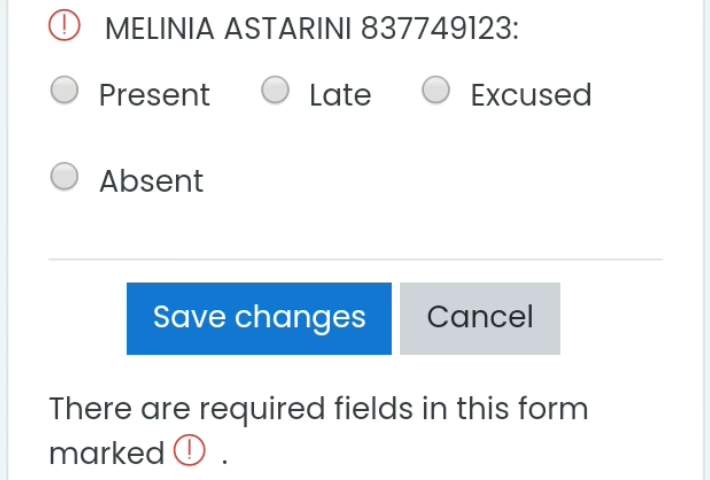 MELINIA ASTARINI 837749123:
Present Late Excused
Absent
Save changes Cancel
There are required fields in this form
marked .